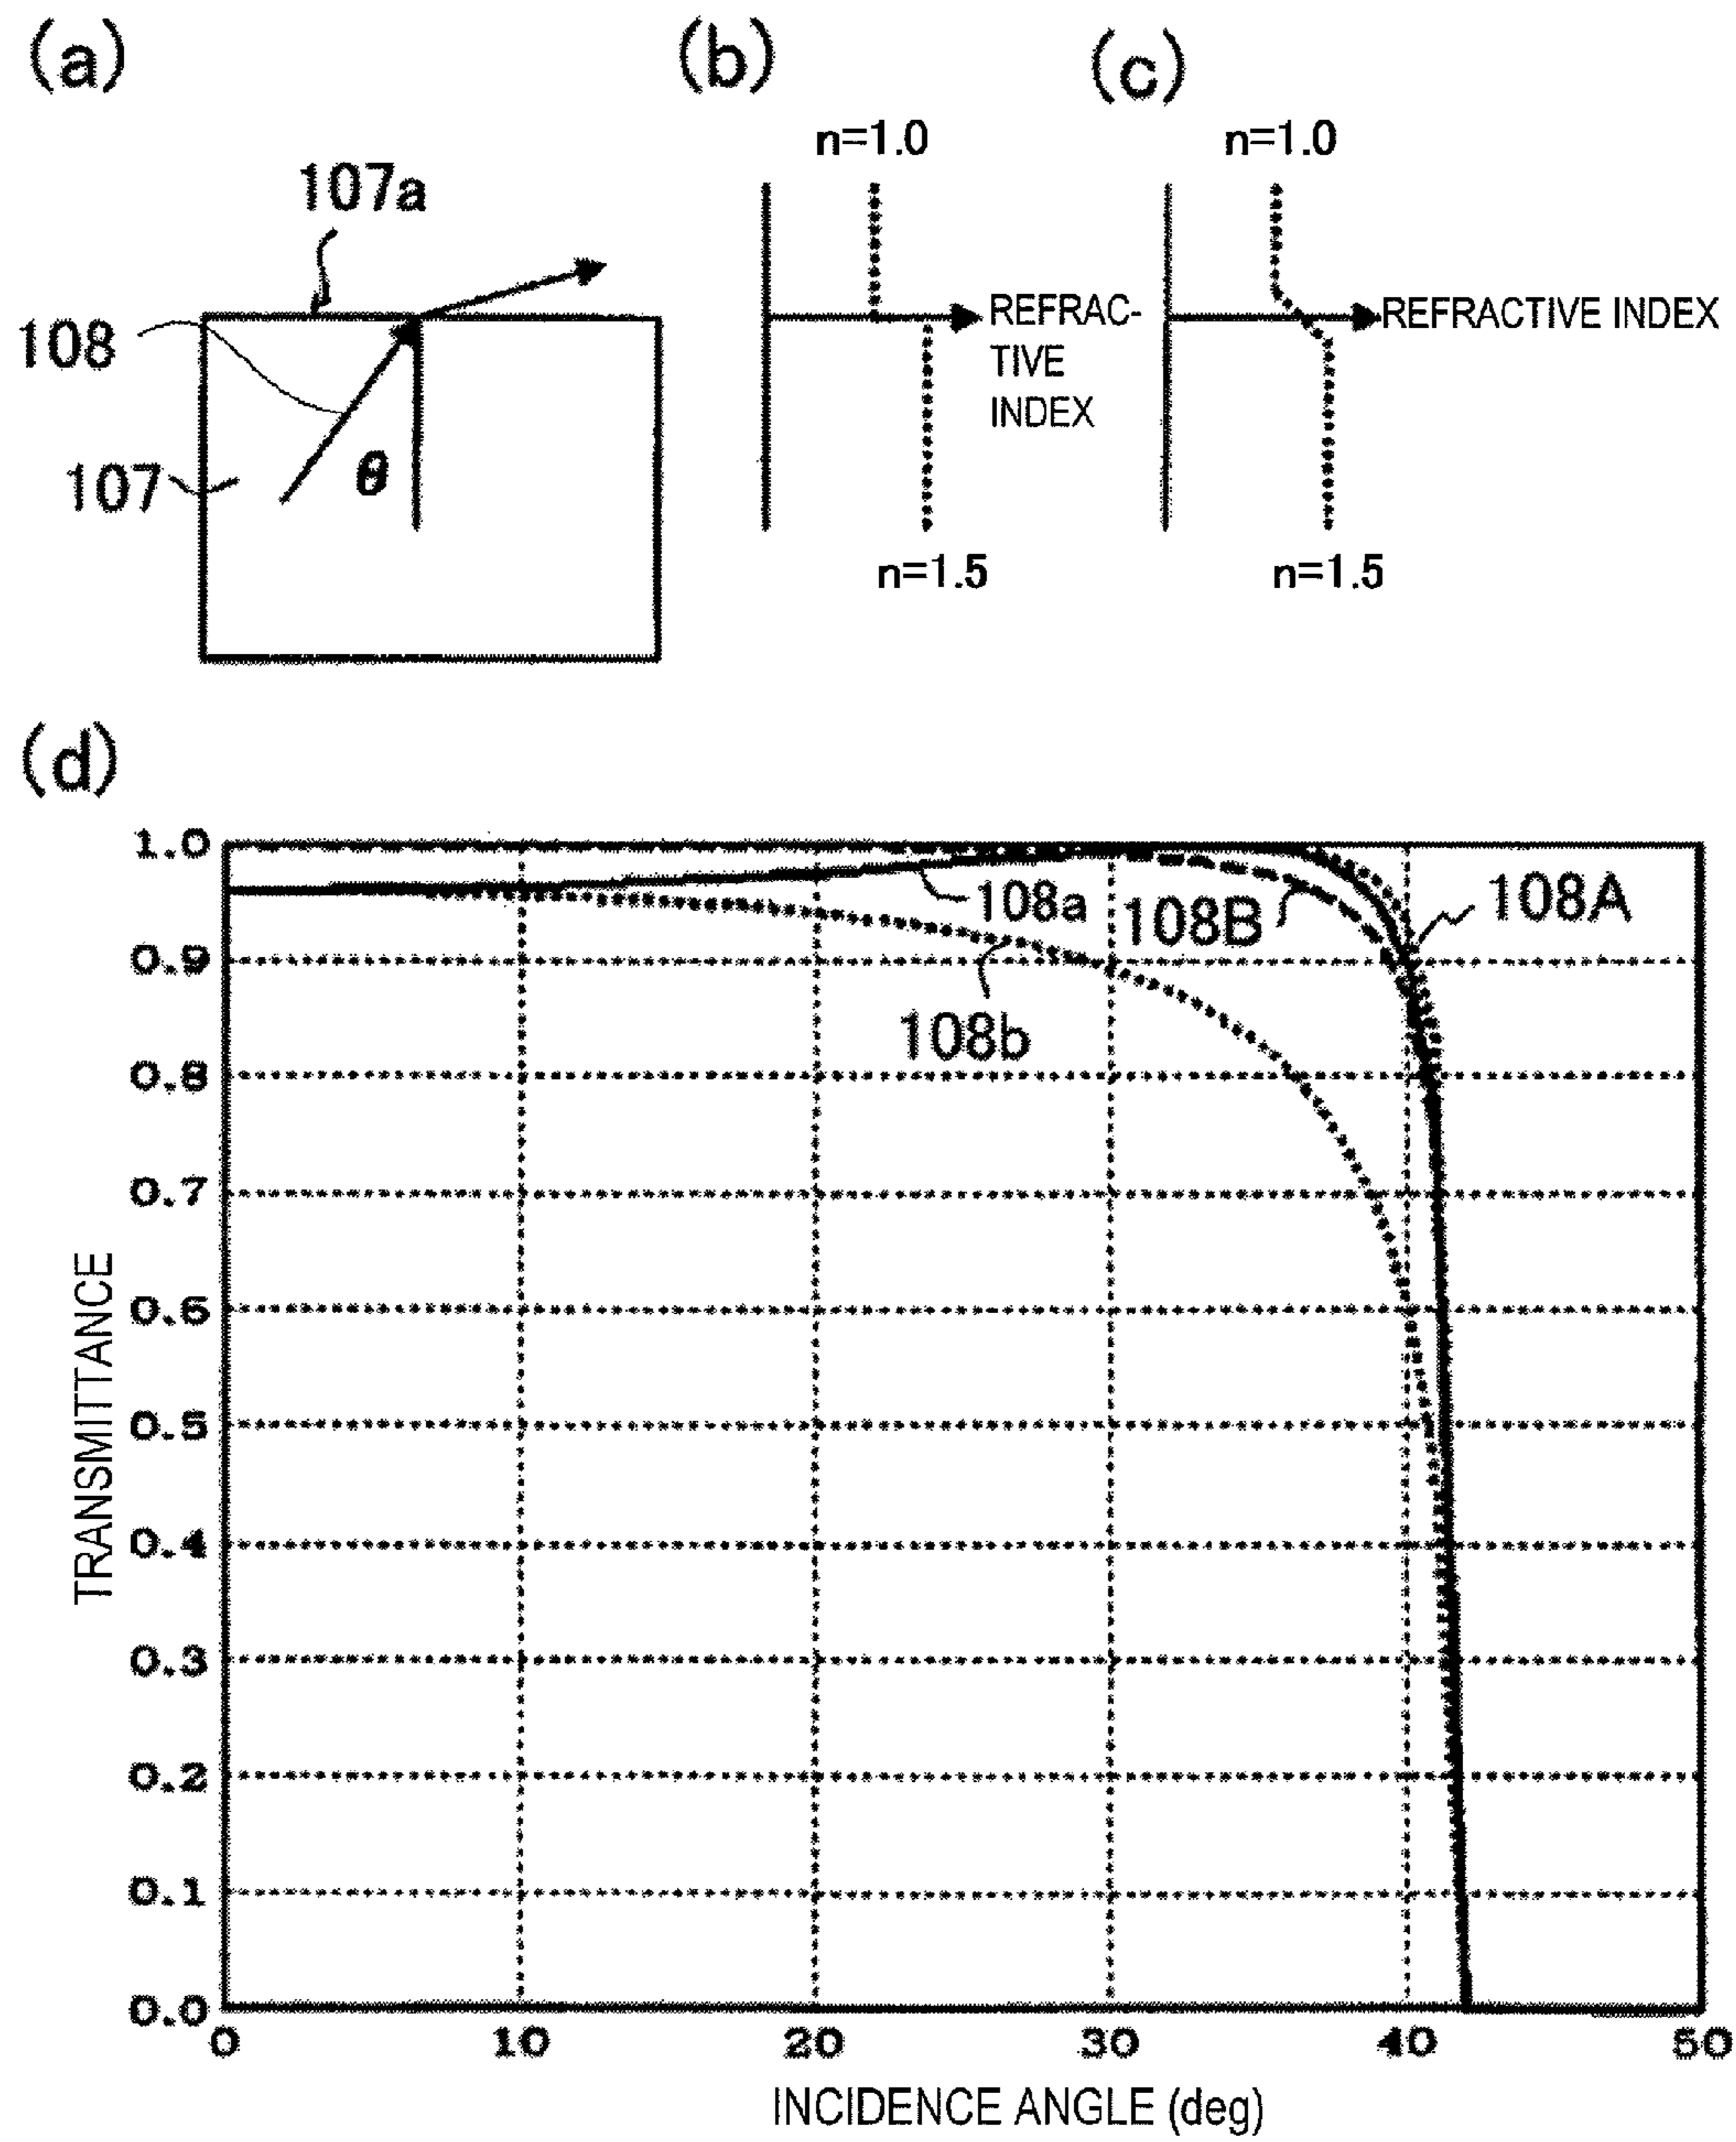 (a)
107a
108
107
θ
(b)
n=1.0
REFRAC-
TIVE
INDEX
n=1.5
(c)
n=1.0
REFRACTIVE INDEX
n=1.5
(d)
TRANSMITTANCE
1.0
0.9
0.8
0.7
0.6
0.5
0.4
0.3
0.2
0.1
0.0
108a
108B
108A
108b
0 10 20 30 40 50
INCIDENCE ANGLE (deg)